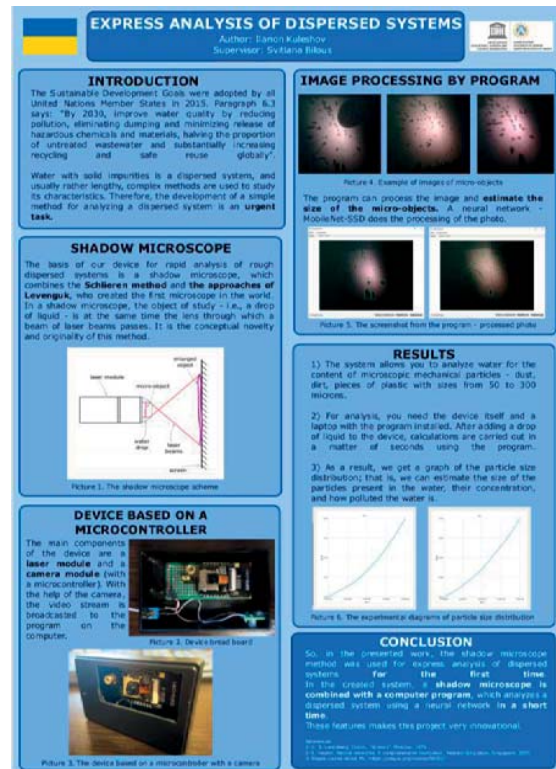 EXPRESS ANALYSIS OF DISPERSED SYSTEMS
Author: Danon Kuleshov
Supervisor: Svitlana Bilous
INTRODUCTION
The Sustainable Development Goals were adopted by all
United Nations Member States in 2015. Paragraph 6.3
says: "By 2030, improve water quality by reducing
pollution, eliminating dumping and minimizing release of
hazardous chemicals and materials, halving the proportion
of untreated wastewater and substantially increasing
recycling and safe reuse globally".
Water with solid impurities is a dispersed system, and
usually rather lengthy, complex methods are used to study
its characteristics. Therefore, the development of a simple
method for analyzing a dispersed system is an urgent
task.
SHADOW MICROSCOPE
The basis of our device for rapid analysis of rough
dispersed systems is a shadow microscope, which
combines the Schlieren method and the approaches of
Levenguk, who created the first microscope in the world.
In a shadow microscope, the object of study - i.e., a drop
of liquid - is at the same time the lens through which a
beam of laser beams passes. It is the conceptual novelty
and originality of this method.
enlarged
object
laser module
micro-object
water
drop
laser
beams
screen
Picture 1. The shadow microscope scheme
DEVICE BASED ON A
MICROCONTROLLER
The main components
of the device are a
laser module and a
camera module (with
a microcontroller). With
the help of the camera,
the video stream is
broadcasted to the
program on the
computer.
Picture 2. Device bread board
Picture 3. The device based on a microcontroller with a camera
IMAGE PROCESSING BY PROGRAM
Picture 4. Example of images of micro-objects
The program can process the image and estimate the
size of the micro-objects. A neural network -
MobileNet-SSD does the processing of the photo.
Picture 5. The screenshot from the program - processed photo
RESULTS
1) The system allows you to analyze water for the
content of microscopic mechanical particles - dust,
dirt, pieces of plastic with sizes from 50 to 300
microns.
2) For analysis, you need the device itself and a
laptop with the program installed. After adding a drop
of liquid to the device, calculations are carried out in
a matter of seconds using the program.
3) As a result, we get a graph of the particle size
distribution; that is, we can estimate the size of the
particles present in the water, their concentration,
and how polluted the water is.
Picture 6. The experimental diagrams of particle size distribution
CONCLUSION
So, in the presented work, the shadow microscope
method was used for express analysis of dispersed
systems for the first time.
In the created system, a shadow microscope is
combined with a computer program, which analyzes a
dispersed system using a neural network in a short
time.
These features makes this project very innovational.